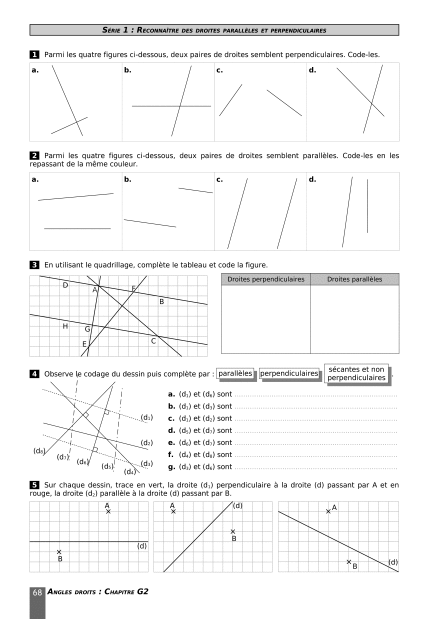 Série 1 : Reconnaître des droites parallèles et perpendiculaires
1 Parmi les quatre figures ci-dessous, deux paires de droites semblent perpendiculaires. Code-les.
a. b. c. d.
2 Parmi les quatre figures ci-dessous, deux paires de droites semblent parallèles. Code-les en les
repassant de la même couleur.
a. b. c. d.
3 En utilisant le quadrillage, complète le tableau et code la figure.
Droites perpendiculaires Droites parallèles
D A F B
H G C
E
4 Observe le codage du dessin puis complète par : parallèles perpendiculaires sécantes et non perpendiculaires .
a. (d₁) et (d₆) sont
b. (d₁) et (d₂) sont
c. (d₁) et (d₃) sont
d. (d₅) et (d₇) sont
e. (d₆) et (d₇) sont
f. (d₄) et (d₈) sont
g. (d₃) et (d₆) sont
(d₁)
(d₂)
(d₃)
(d₈) (d₇) (d₆) (d₅) (d₄)
5 Sur chaque dessin, trace en vert, la droite (d₁) perpendiculaire à la droite (d) passant par A et en
rouge, la droite (d₂) parallèle à la droite (d) passant par B.
A (d) B
A (d) B
A B (d)
68 Angles droits : Chapitre G2